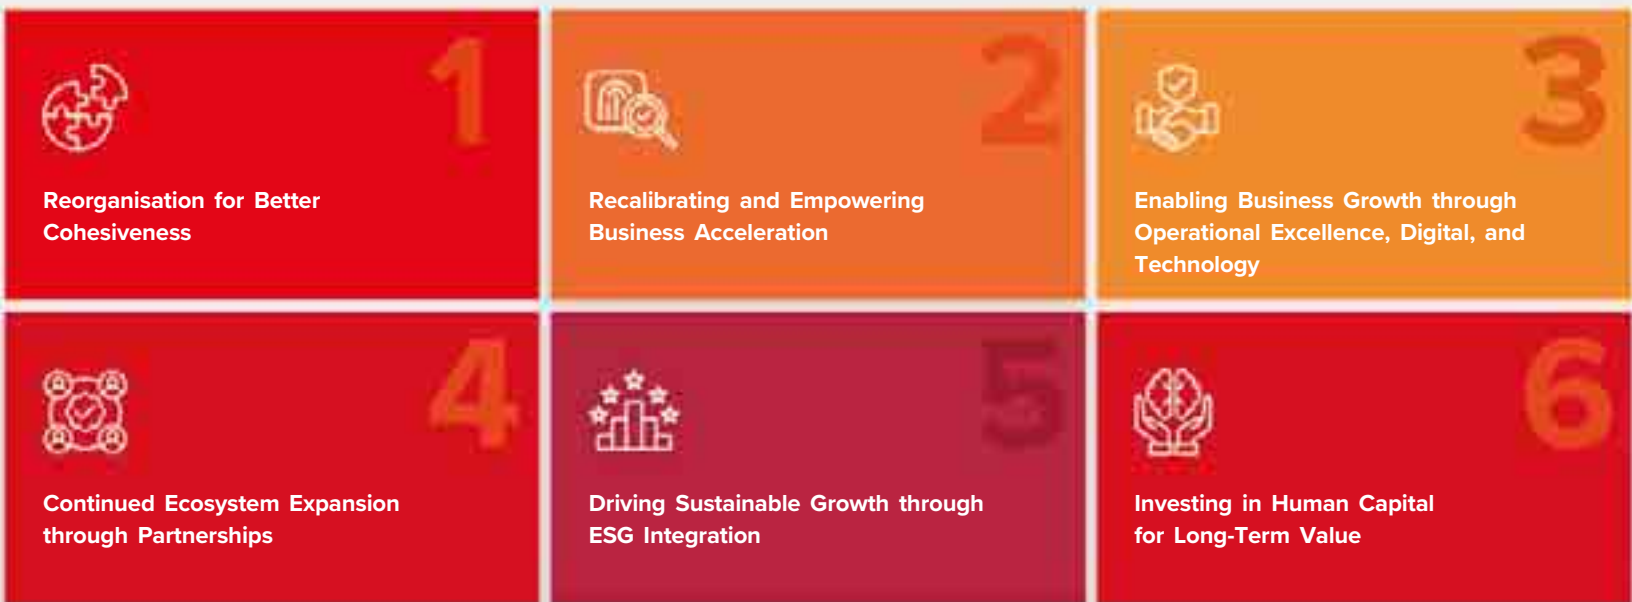 1
Reorganisation for Better
Cohesiveness
2
Recalibrating and Empowering
Business Acceleration
3
Enabling Business Growth through
Operational Excellence, Digital, and
Technology
4
Continued Ecosystem Expansion
through Partnerships
5
Driving Sustainable Growth through
ESG Integration
6
Investing in Human Capital
for Long-Term Value